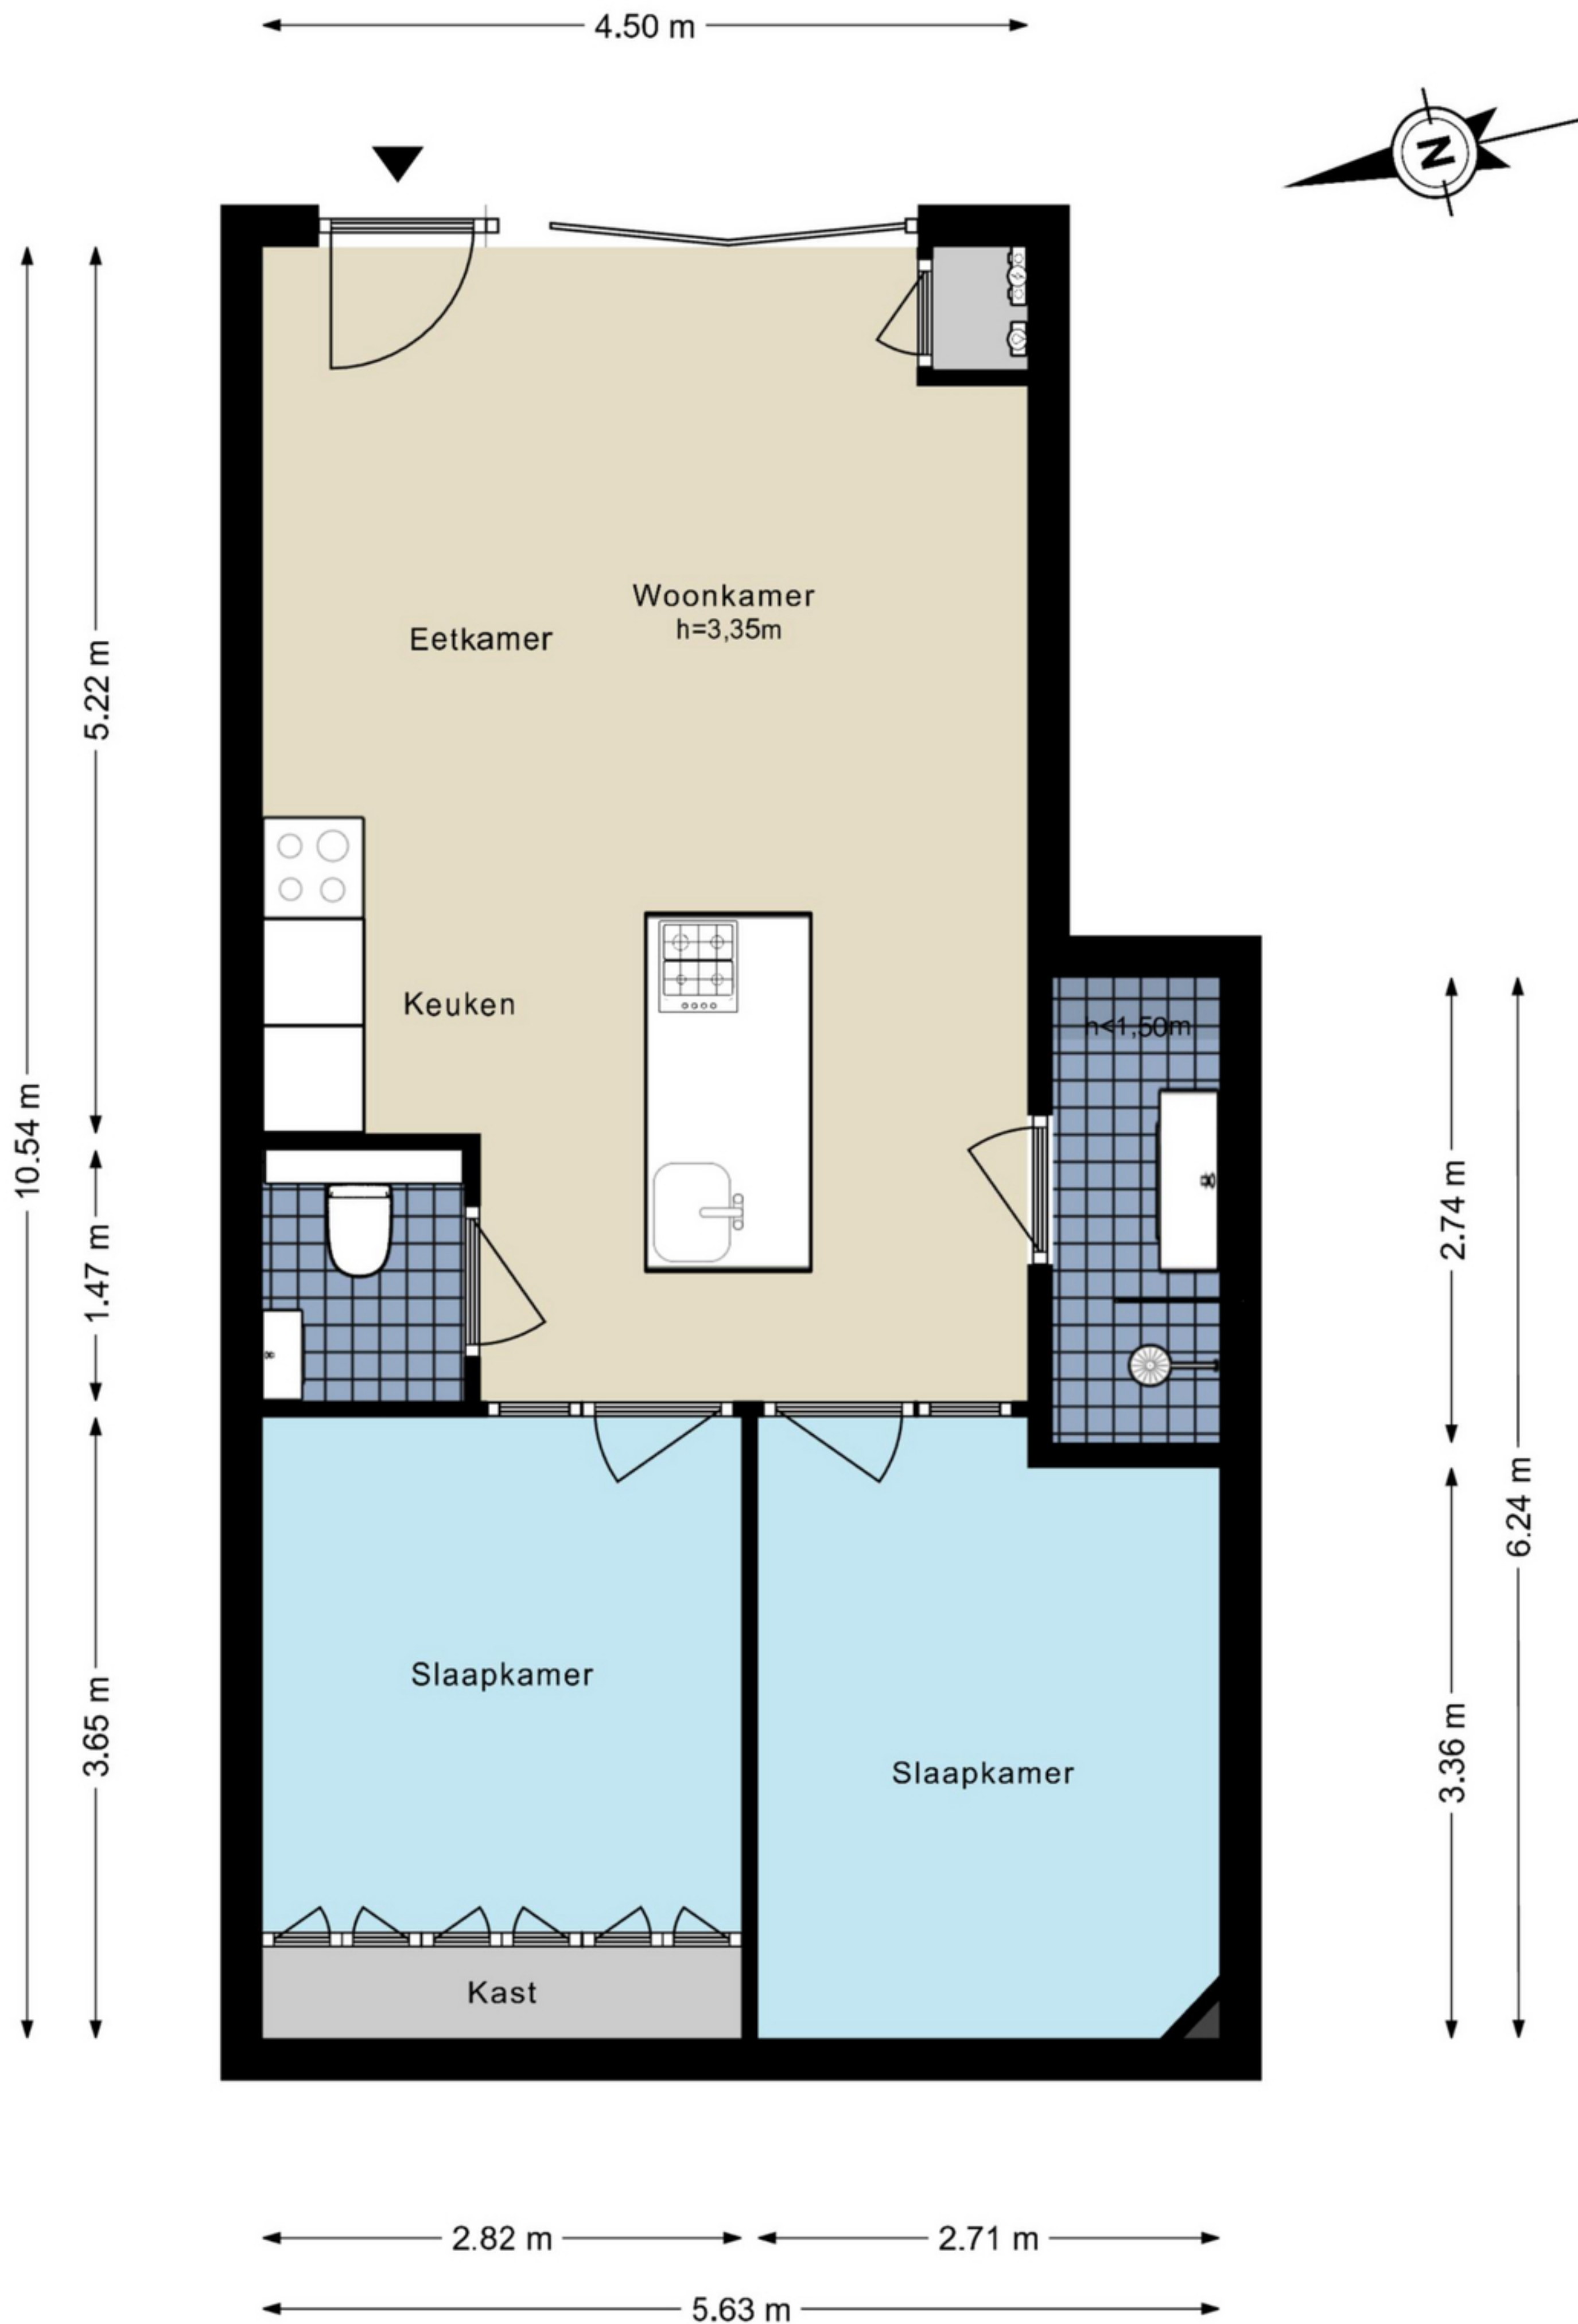 4.50 m
N
Woonkamer
h=3,35m
Eetkamer
5.22 m
Keuken
h<1,50m
10.54 m
2.74 m
1.47 m
6.24 m
Slaapkamer
3.65 m
Slaapkamer
3.36 m
Kast
2.82 m
2.71 m
5.63 m